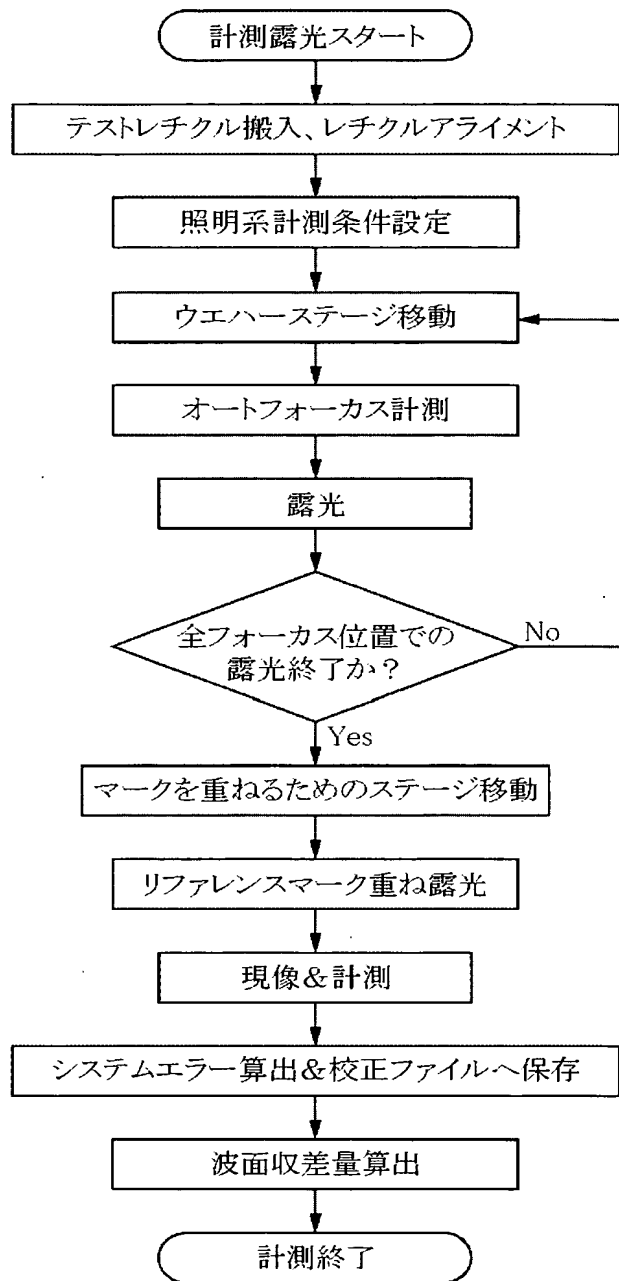 計測露光スタート
テストレチクル搬入、レチクルアライメント
照明系計測条件設定
ウエハーステージ移動
オートフォーカス計測
露光
全フォーカス位置での
露光終了か?
No
Yes
マークを重ねるためのステージ移動
リファレンスマーク重ね露光
現像&計測
システムエラー算出&校正ファイルへ保存
波面収差量算出
計測終了